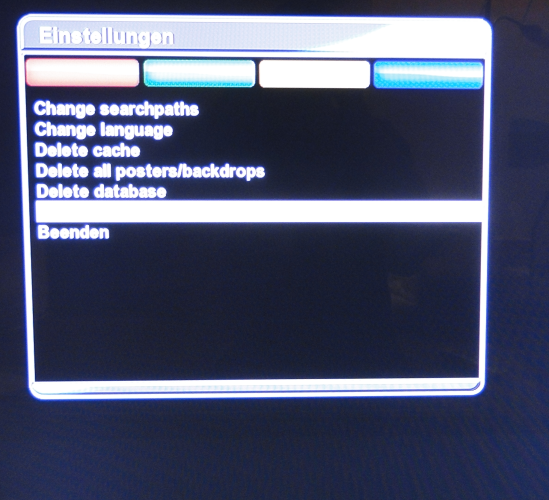 Einstellungen
Change searchpaths
Change language
Delete cache
Delete all posters/backdrops
Delete database
Beenden